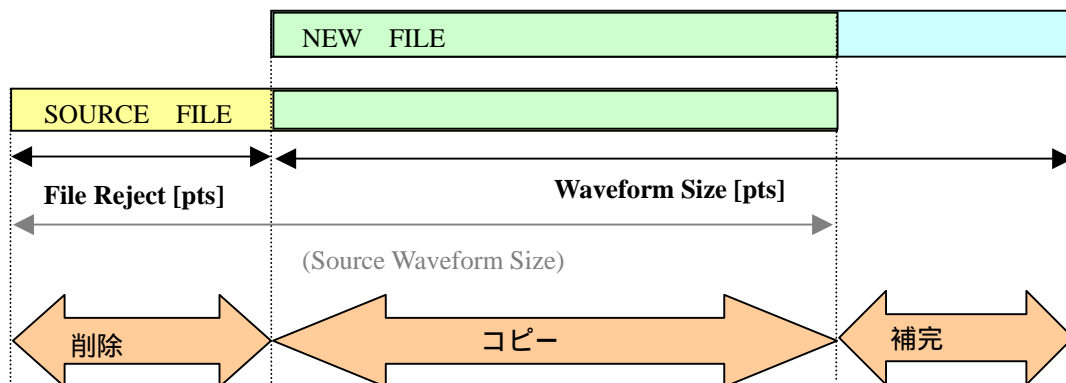 NEW FILE
SOURCE FILE
File Reject [pts]
Waveform Size [pts]
(Source Waveform Size)
削除
コピー
補完